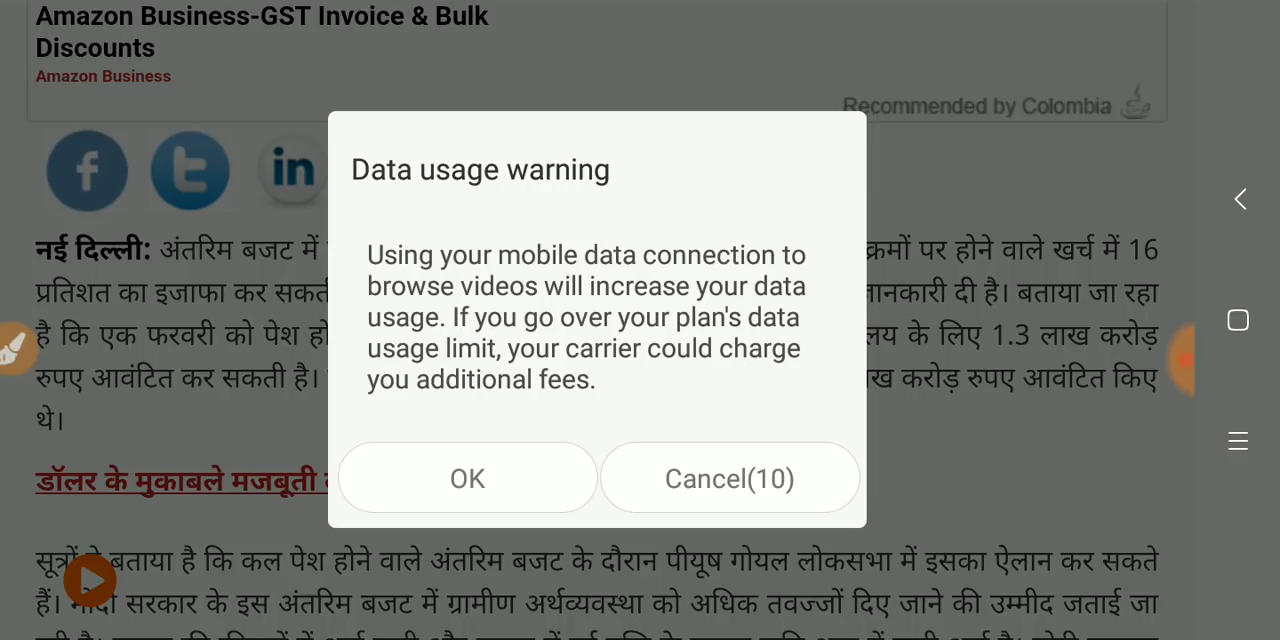 Amazon Business-GST Invoice & Bulk
Discounts
Amazon Business
Recommended by Colombia
f t in
Data usage warning
Using your mobile data connection to
browse videos will increase your data
usage. If you go over your plan's data
usage limit, your carrier could charge
you additional fees.
OK Cancel(10)
नई दिल्ली: अंतरिम बजट में क्रमों पर होने वाले खर्च में 16
प्रतिशत का इजाफा कर सकती जानकारी दी है। बताया जा रहा
है कि एक फरवरी को पेश हो लय के लिए 1.3 लाख करोड़
रुपए आवंटित कर सकती है। ख करोड़ रुपए आवंटित किए
थे।
डॉलर के मुकाबले मजबूती
सूत्रों ने बताया है कि कल पेश होने वाले अंतरिम बजट के दौरान पीयूष गोयल लोकसभा में इसका ऐलान कर सकते
हैं। मोदी सरकार के इस अंतरिम बजट में ग्रामीण अर्थव्यवस्था को अधिक तवज्जों दिए जाने की उम्मीद जताई जा